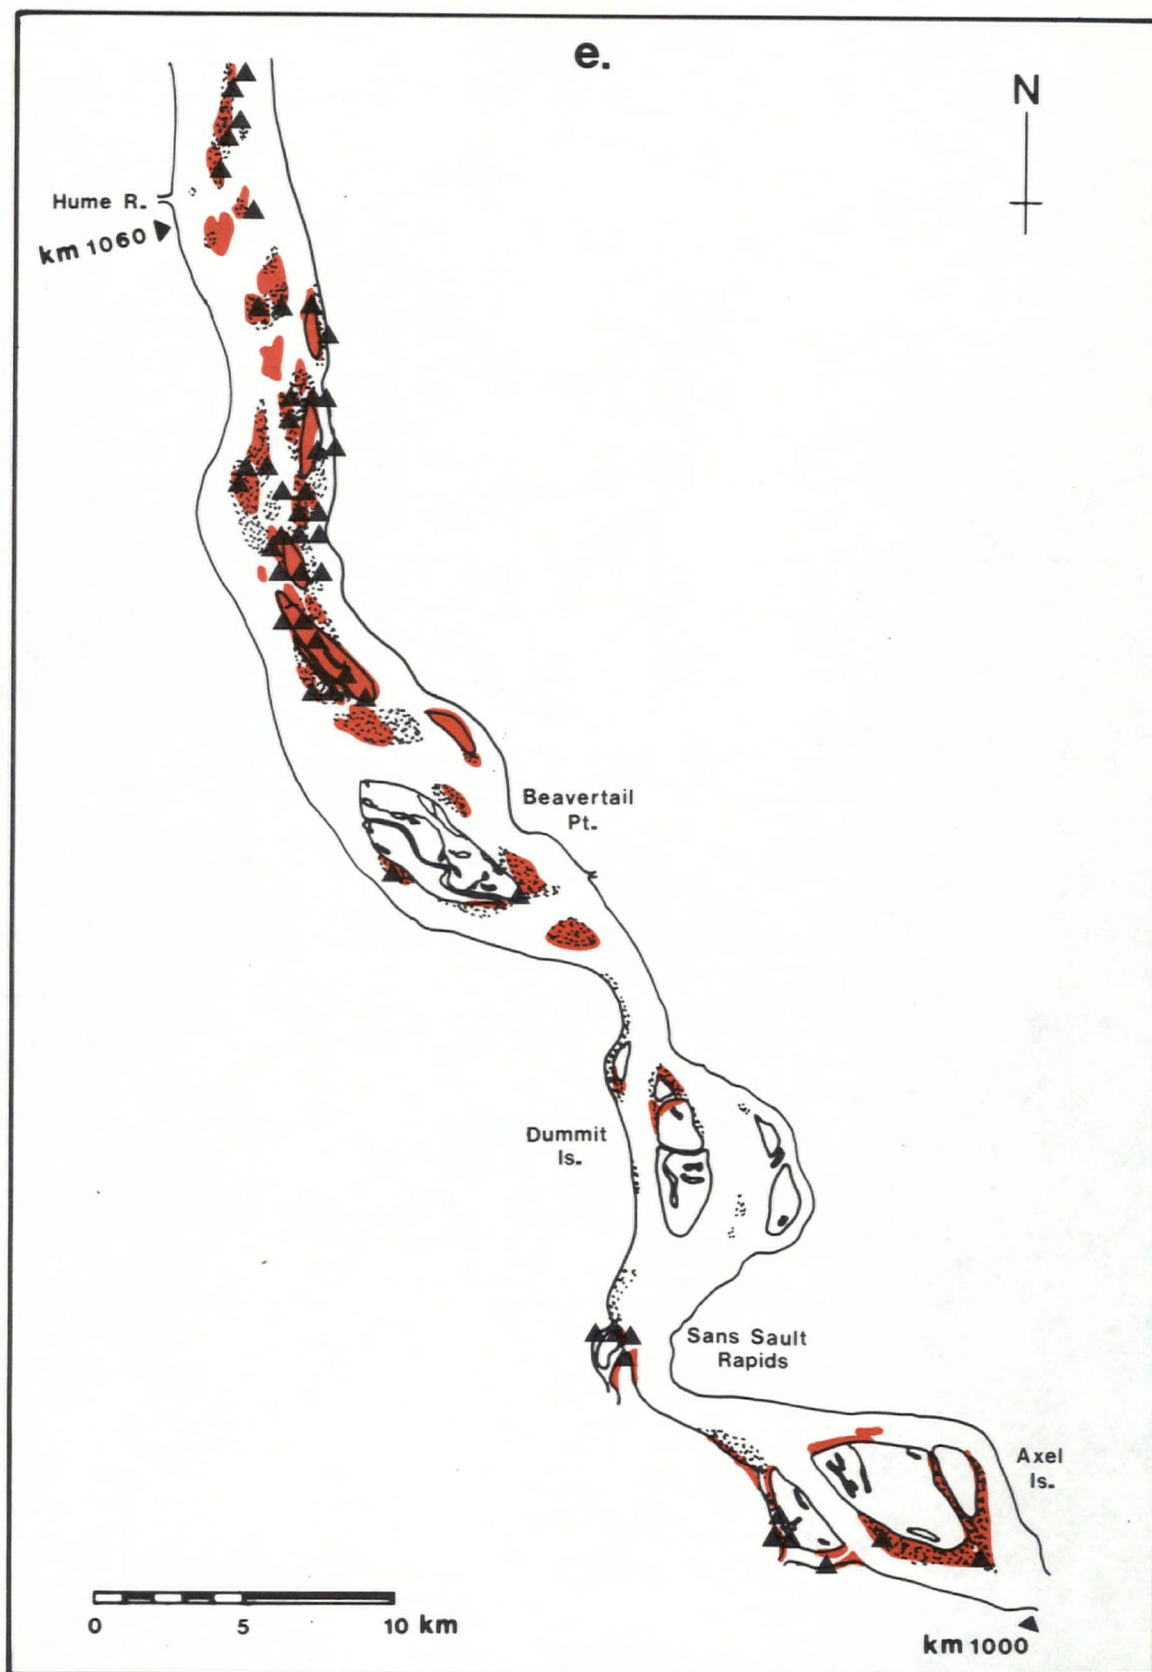 e.
N
Hume R.
km 1060
Beavertail
Pt.
Dummit
Is.
Sans Sault
Rapids
Axel
Is.
0 5 10 km
km 1000